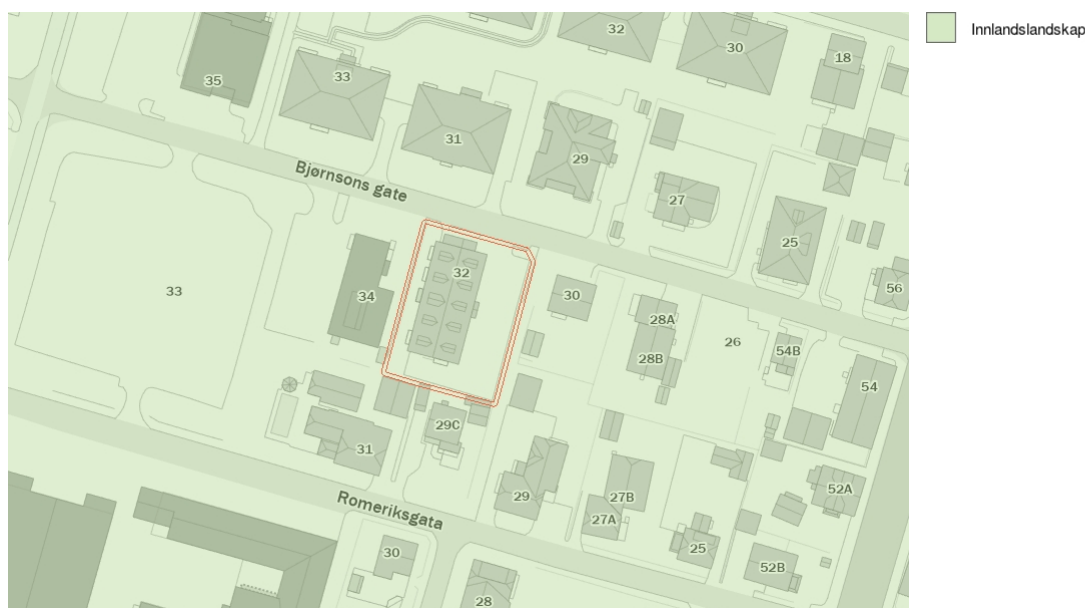 Innlandslandskap
32
30
18
35
33
31
29
Bjørnsons gate
27
25
32
33
34
30
56
28A
26
54B
28B
54
29C
31
52A
29
27B
Romeriksgata
27A
25
30
52B
28